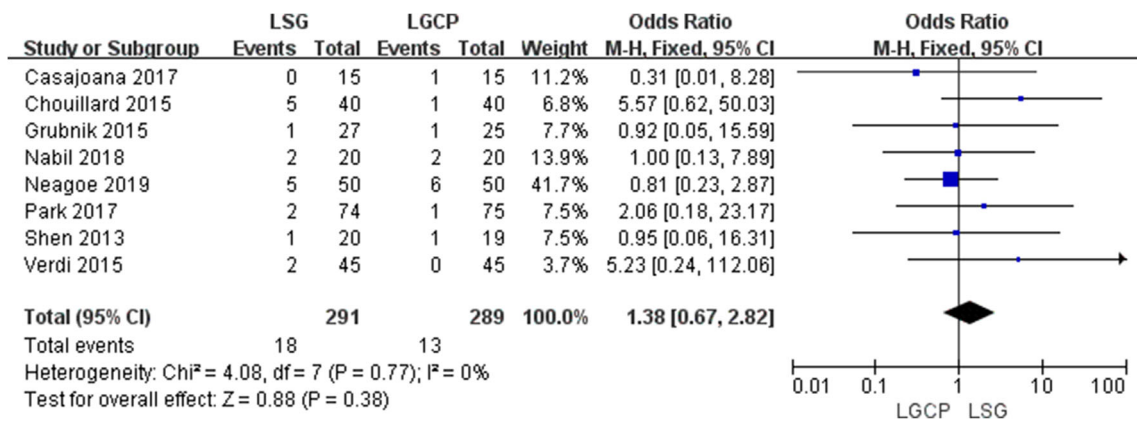 LSG LGCP Odds Ratio Odds Ratio
Study or Subgroup Events Total Events Total Weight M-H, Fixed, 95% CI M-H, Fixed, 95% CI
Casajoana 2017 0 15 1 15 11.2% 0.31 [0.01, 8.28]
Chouillard 2015 5 40 1 40 6.8% 5.57 [0.62, 50.03]
Grubnik 2015 1 27 1 25 7.7% 0.92 [0.05, 15.59]
Nabil 2018 2 20 2 20 13.9% 1.00 [0.13, 7.89]
Neagoe 2019 5 50 6 50 41.7% 0.81 [0.23, 2.87]
Park 2017 2 74 1 75 7.5% 2.06 [0.18, 23.17]
Shen 2013 1 20 1 19 7.5% 0.95 [0.06, 16.31]
Verdi 2015 2 45 0 45 3.7% 5.23 [0.24, 112.06]
Total (95% CI) 291 289 100.0% 1.38 [0.67, 2.82]
Total events 18 13
Heterogeneity: Chi² = 4.08, df = 7 (P = 0.77); I² = 0%
Test for overall effect: Z = 0.88 (P = 0.38)
0.01 0.1 1 10 100
LGCP LSG